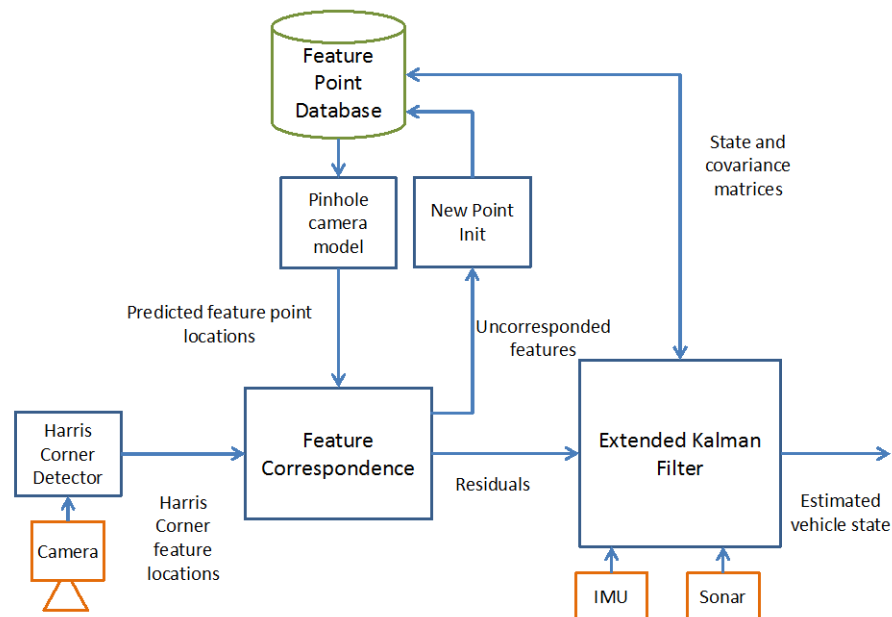 Feature
Point
Database
State and
covariance
matrices
Pinhole
camera
model
New Point
Init
Predicted feature point
locations
Uncorresponded
features
Harris
Corner
Detector
Feature
Correspondence
Extended Kalman
Filter
Residuals
Harris
Corner
feature
locations
Estimated
vehicle state
Camera
IMU
Sonar